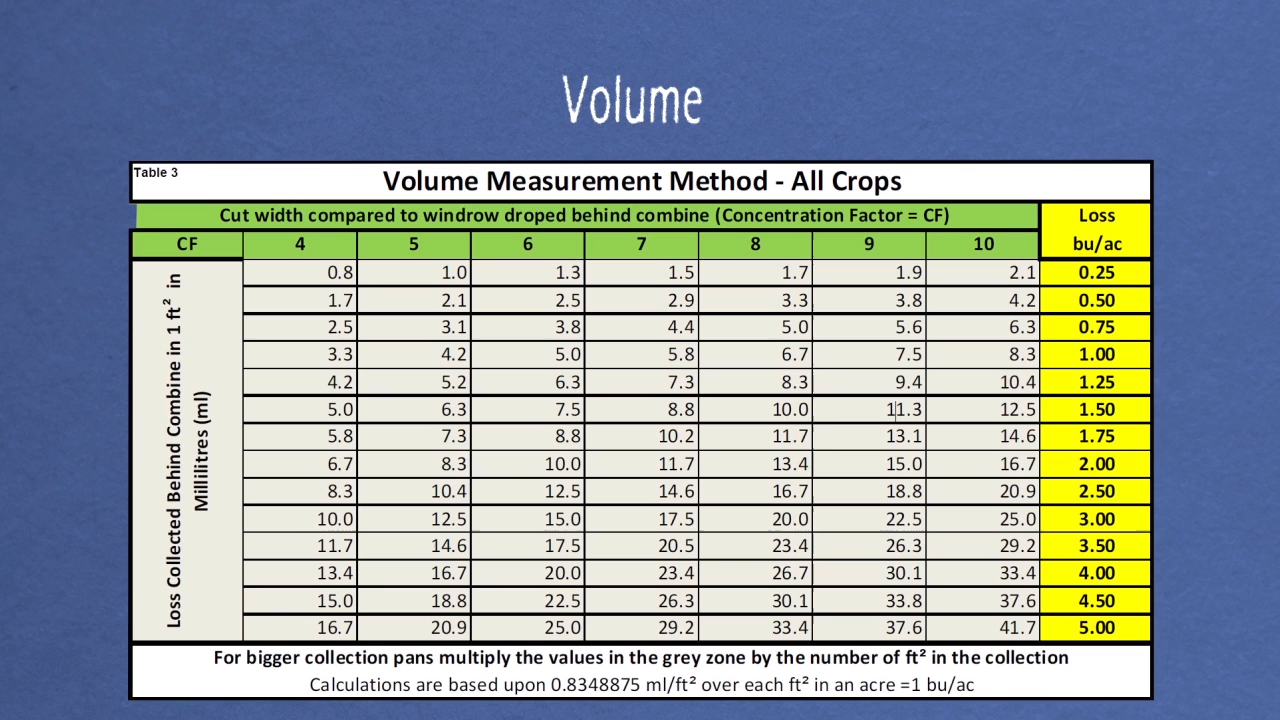 Volume
Table 3
Volume Measurement Method - All Crops
Cut width compared to windrow droped behind combine (Concentration Factor = CF) Loss
CF 4 5 6 7 8 9 10 bu/ac
Loss Collected Behind Combine in 1 ft² in
Millilitres (ml)
0.8 1.0 1.3 1.5 1.7 1.9 2.1 0.25
1.7 2.1 2.5 2.9 3.3 3.8 4.2 0.50
2.5 3.1 3.8 4.4 5.0 5.6 6.3 0.75
3.3 4.2 5.0 5.8 6.7 7.5 8.3 1.00
4.2 5.2 6.3 7.3 8.3 9.4 10.4 1.25
5.0 6.3 7.5 8.8 10.0 11.3 12.5 1.50
5.8 7.3 8.8 10.2 11.7 13.1 14.6 1.75
6.7 8.3 10.0 11.7 13.4 15.0 16.7 2.00
8.3 10.4 12.5 14.6 16.7 18.8 20.9 2.50
10.0 12.5 15.0 17.5 20.0 22.5 25.0 3.00
11.7 14.6 17.5 20.5 23.4 26.3 29.2 3.50
13.4 16.7 20.0 23.4 26.7 30.1 33.4 4.00
15.0 18.8 22.5 26.3 30.1 33.8 37.6 4.50
16.7 20.9 25.0 29.2 33.4 37.6 41.7 5.00
For bigger collection pans multiply the values in the grey zone by the number of ft² in the collection
Calculations are based upon 0.8348875 ml/ft² over each ft² in an acre =1 bu/ac